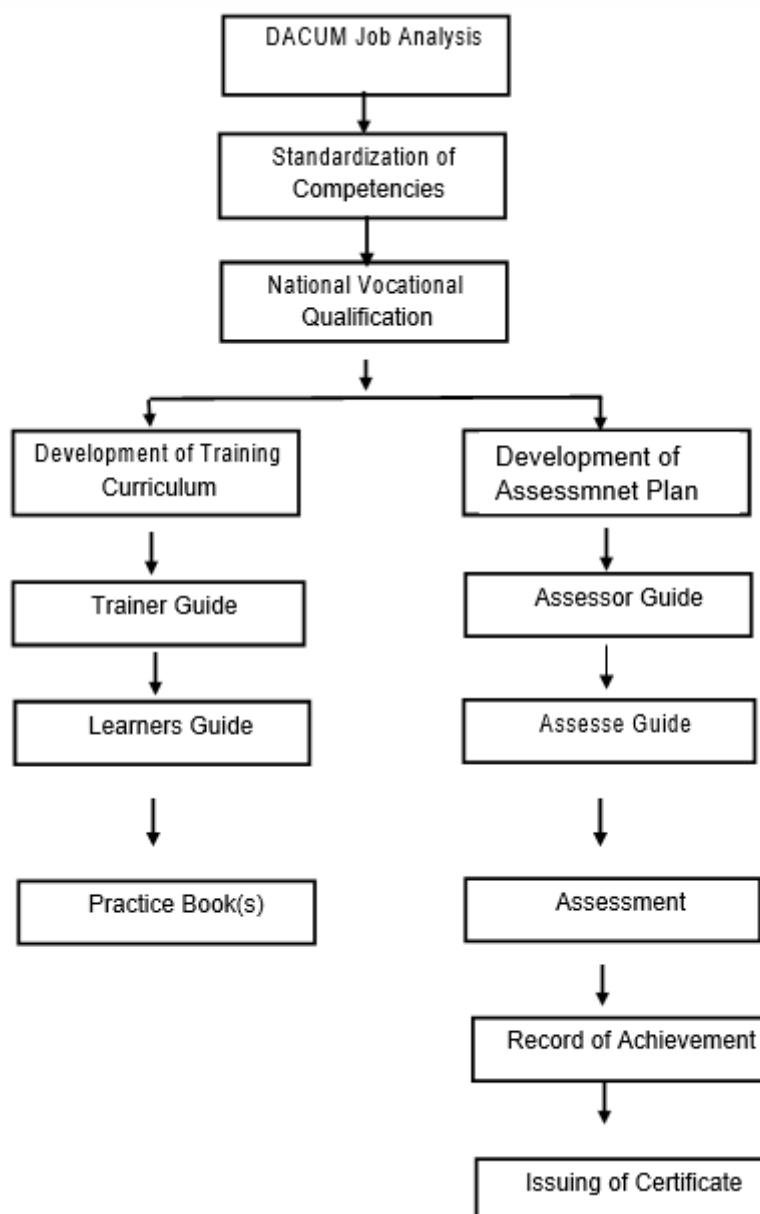 DACUM Job Analysis
Standardization of
Competencies
National Vocational
Qualification
Development of Training
Curriculum
Trainer Guide
Learners Guide
Practice Book(s)
Development of
Assessmnet Plan
Assessor Guide
Assesse Guide
Assessment
Record of Achievement
Issuing of Certificate